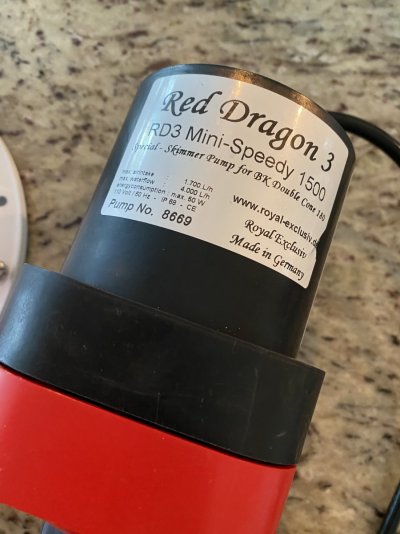 Red Dragon 3
RD3 Mini-Speedy 1500
Special - Skimmer Pump for BK Double Cone 180
max. airintake : 1.700 L/h
max. waterflow : 4.000 L/h
energyconsumption : max. 60 W
110 Volt / 60 Hz - IP 68 - CE
Pump No. 8669
www.royal-exclusiv.de
Royal Exclusiv
Made in Germany